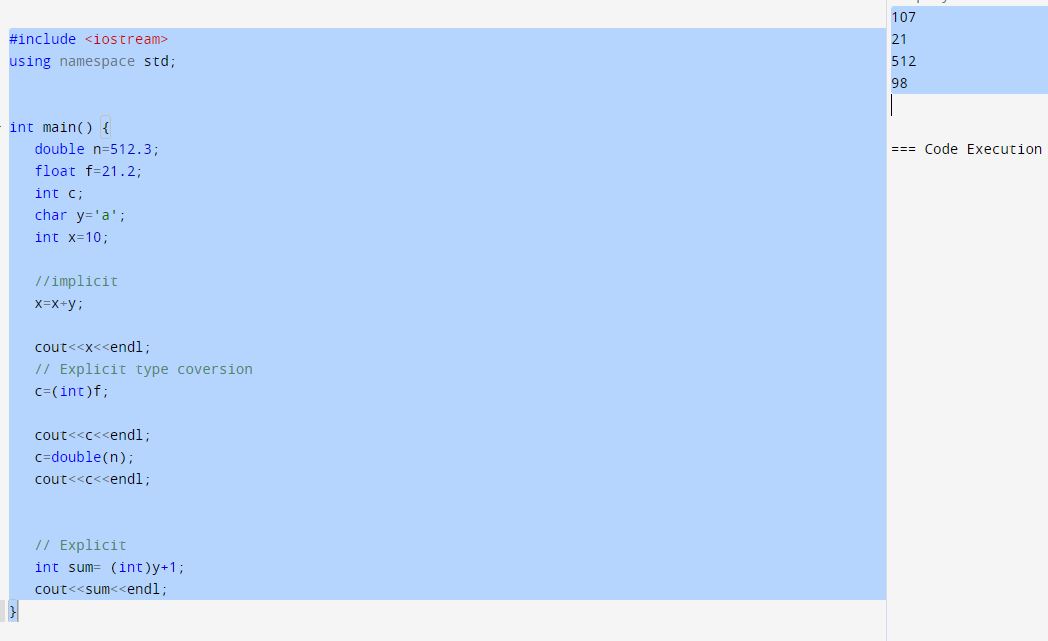 #include <iostream>
using namespace std;
int main() {
double n=512.3;
float f=21.2;
int c;
char y='a';
int x=10;
//implicit
x=x+y;
cout<<x<<endl;
// Explicit type coversion
c=(int)f;
cout<<c<<endl;
c=double(n);
cout<<c<<endl;
// Explicit
int sum= (int)y+1;
cout<<sum<<endl;
}
107
21
512
98
=== Code Execution